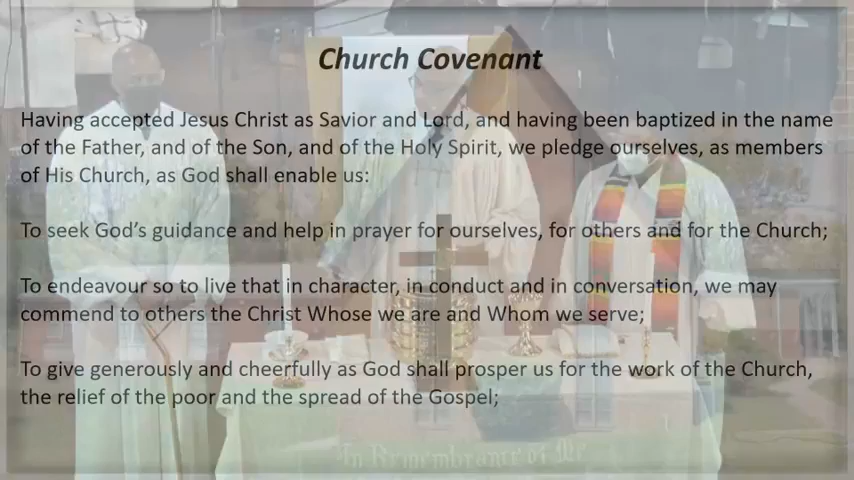 Church Covenant
Having accepted Jesus Christ as Savior and Lord, and having been baptized in the name
of the Father, and of the Son, and of the Holy Spirit, we pledge ourselves, as members
of His Church, as God shall enable us:
To seek God's guidance and help in prayer for ourselves, for others and for the Church;
To endeavour so to live that in character, in conduct and in conversation, we may
commend to others the Christ Whose we are and Whom we serve;
To give generously and cheerfully as God shall prosper us for the work of the Church,
the relief of the poor and the spread of the Gospel;
In Remembrance of Me